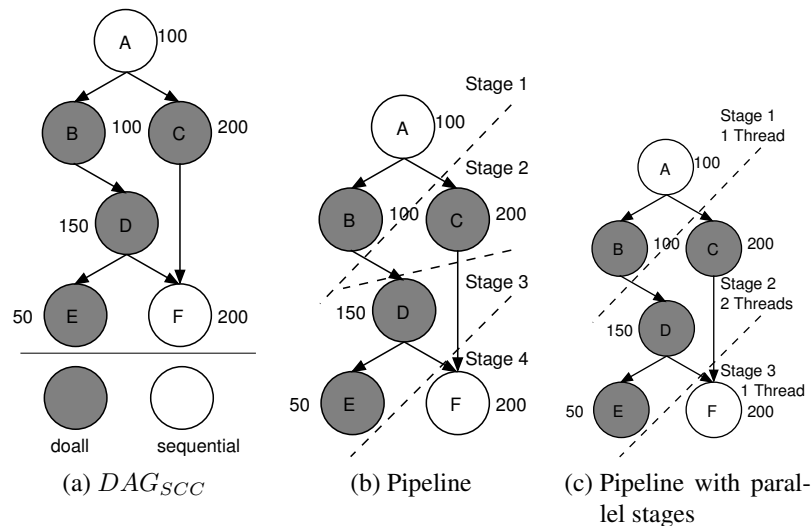 A
100
B
100
C
200
150
D
50
E
F
200
doall
sequential
(a) DAG_SCC
Stage 1
A
100
Stage 2
B
100
C
200
Stage 3
150
D
Stage 4
50
E
F
200
(b) Pipeline
Stage 1
1 Thread
A
100
B
100
C
200
Stage 2
2 Threads
150
D
Stage 3
1 Thread
50
E
F
200
(c) Pipeline with paral-
lel stages